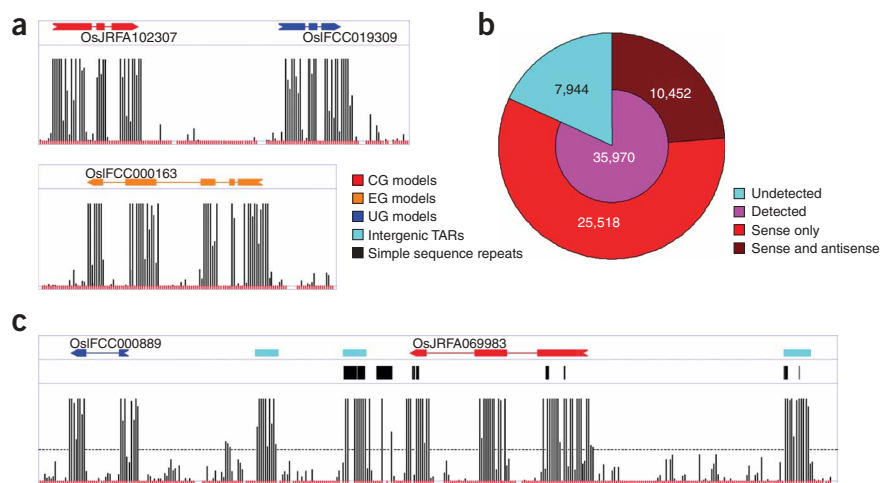 a
OsJRFA102307
OsIFCC019309
OsIFCC000163
CG models
EG models
UG models
Intergenic TARs
Simple sequence repeats
b
7,944
10,452
35,970
25,518
Undetected
Detected
Sense only
Sense and antisense
c
OsIFCC000889
OsJRFA069983